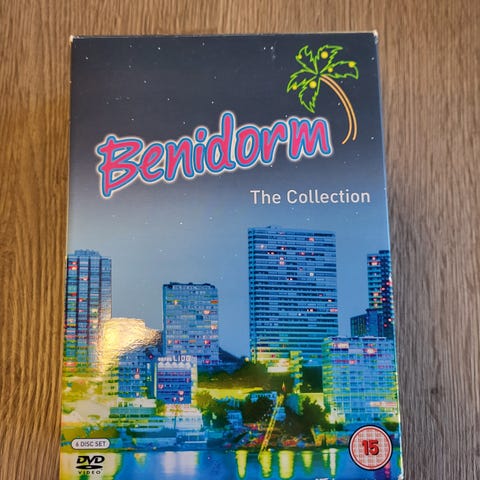 Benidorm
The Collection
LIDO
6 DISC SET
15
DVD
VIDEO